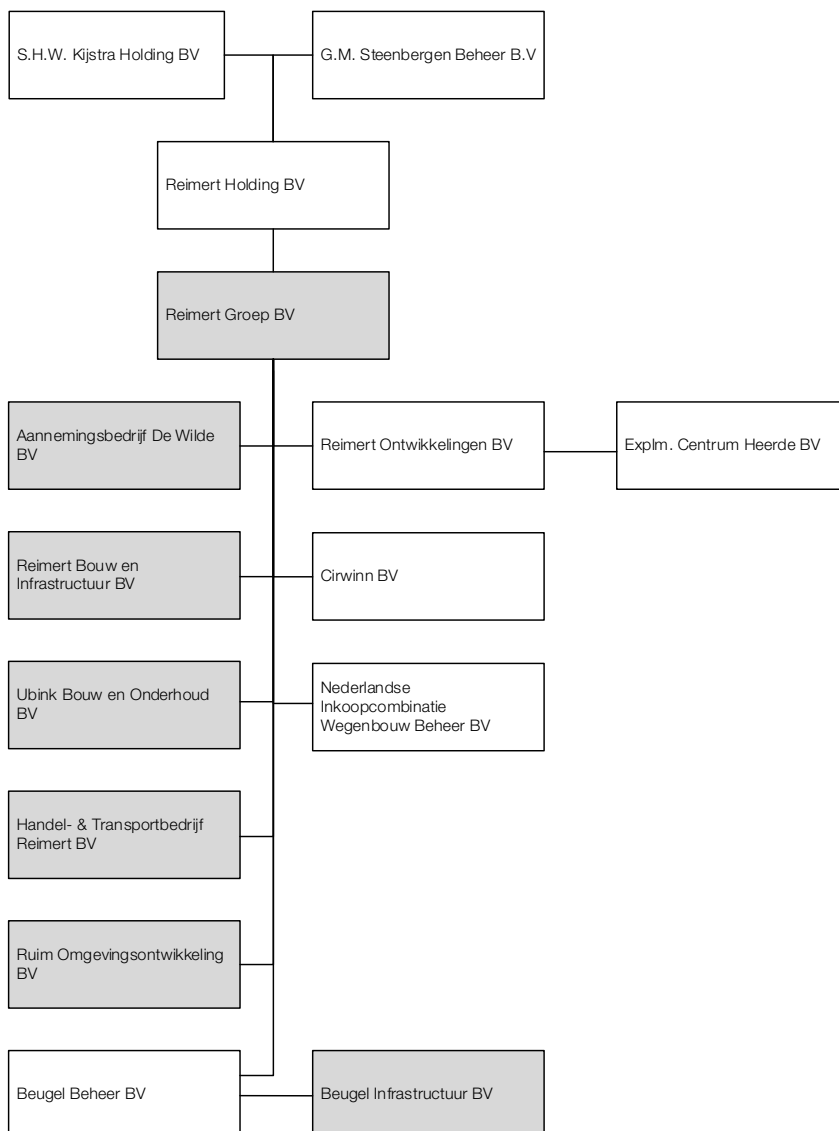 S.H.W. Kijstra Holding BV
G.M. Steenbergen Beheer B.V
Reimert Holding BV
Reimert Groep BV
Aannemingsbedrijf De Wilde
BV
Reimert Ontwikkelingen BV
Explm. Centrum Heerde BV
Reimert Bouw en
Infrastructuur BV
Cirwinn BV
Ubink Bouw en Onderhoud
BV
Nederlandse
Inkoopcombinatie
Wegenbouw Beheer BV
Handel- & Transportbedrijf
Reimert BV
Ruim Omgevingsontwikkeling
BV
Beugel Beheer BV
Beugel Infrastructuur BV